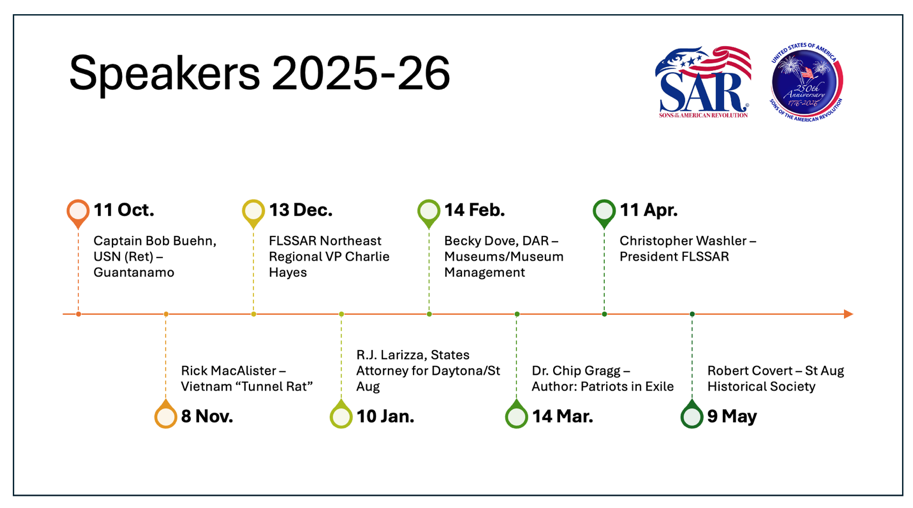 Speakers 2025-26
SAR
SONS OF THE AMERICAN REVOLUTION
UNITED STATES OF AMERICA
250th
Anniversary
1776-2026
SONS OF THE AMERICAN REVOLUTION
11 Oct.
Captain Bob Buehn,
USN (Ret) –
Guantanamo
8 Nov.
Rick MacAlister –
Vietnam “Tunnel Rat”
13 Dec.
FLSSAR Northeast
Regional VP Charlie
Hayes
10 Jan.
R.J. Larizza, States
Attorney for Daytona/St
Aug
14 Feb.
Becky Dove, DAR –
Museums/Museum
Management
14 Mar.
Dr. Chip Gragg –
Author: Patriots in Exile
11 Apr.
Christopher Washler –
President FLSSAR
9 May
Robert Covert – St Aug
Historical Society